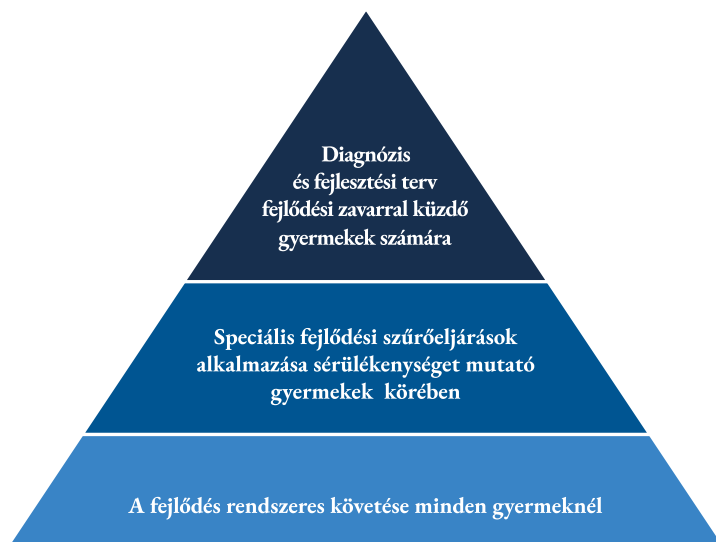 Diagnózis
és fejlesztési terv
fejlődési zavarral küzdő
gyermekek számára
Speciális fejlődési szűrőeljárások
alkalmazása sérülékenységet mutató
gyermekek körében
A fejlődés rendszeres követése minden gyermeknél